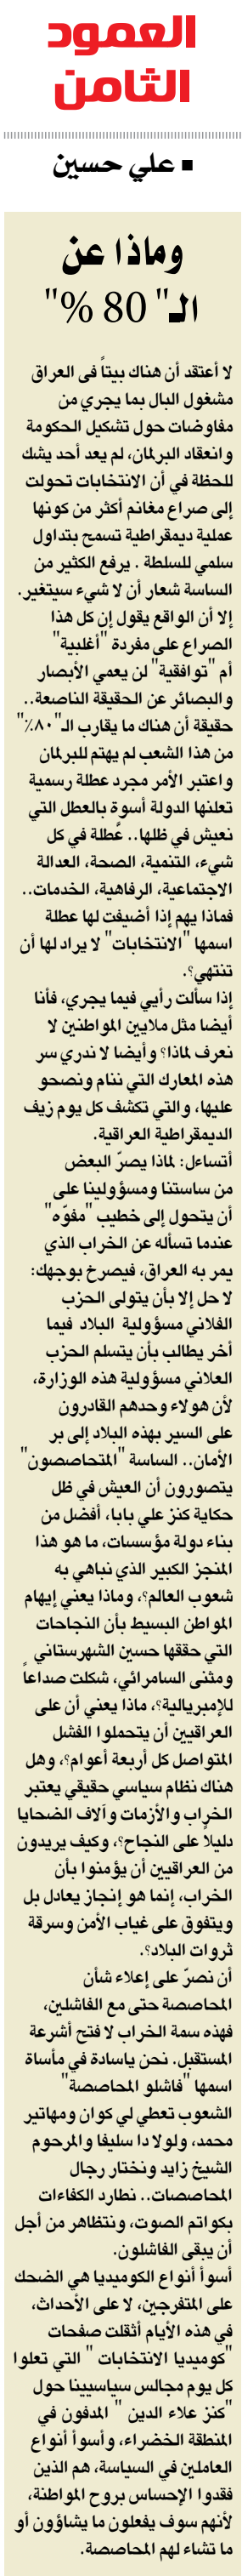 العمود
الثامن
■ علي حسين
وماذا عن
الـ" 80 %"
لا أعتقد أن هناك بيتاً في العراق
مشغول البال بما يجري من
مفاوضات حول تشكيل الحكومة
وانعقاد البرلمان، لم يعد أحد يشك
للحظة في أن الانتخابات تحولت
إلى صراع مغانم أكثر من كونها
عملية ديمقراطية تسمح بتداول
سلمي للسلطة . يرفع الكثير من
الساسة شعار أن لا شيء سيتغير.
إلا أن الواقع يقول إن كل هذا
الصراع على مفردة "أغلبية"
أم "توافقية" لن يعمي الأبصار
والبصائر عن الحقيقة الناصعة..
حقيقة أن هناك ما يقارب الـ"٨٠٪"
من هذا الشعب لم يهتم للبرلمان
واعتبر الأمر مجرد عطلة رسمية
تعلنها الدولة أسوة بالعطل التي
نعيش في ظلها.. عُطلة في كل
شيء، التنمية، الصحة، العدالة
الاجتماعية، الرفاهية، الخدمات..
فماذا يهم إذا أضيفت لها عطلة
اسمها "الانتخابات" لا يراد لها أن
تنتهي؟.
إذا سألت رأيي فيما يجري، فأنا
أيضا مثل ملايين المواطنين لا
نعرف لماذا؟ وأيضا لا ندري سر
هذه المعارك التي ننام ونصحو
عليها، والتي تكشف كل يوم زيف
الديمقراطية العراقية.
أتساءل: لماذا يصرّ البعض
من ساستنا ومسؤولينا على
أن يتحول إلى خطيب "مفوّه"
عندما تسأله عن الخراب الذي
يمر به العراق، فيصرخ بوجهك:
لا حل إلا بأن يتولى الحزب
الفلاني مسؤولية البلاد فيما
أخر يطالب بأن يتسلم الحزب
العلاني مسؤولية هذه الوزارة،
لأن هولاء وحدهم القادرون
على السير بهذه البلاد إلى بر
الأمان.. الساسة "المتحاصصون"
يتصورون أن العيش في ظل
حكاية كنز علي بابا، أفضل من
بناء دولة مؤسسات، ما هو هذا
المنجز الكبير الذي نباهي به
شعوب العالم؟، وماذا يعني إيهام
المواطن البسيط بأن النجاحات
التي حققها حسين الشهرستاني
ومثنى السامرائي، شكلت صداعاً
للإمبريالية؟، ماذا يعني أن على
العراقيين أن يتحملوا الفشل
المتواصل كل أربعة أعوام؟، وهل
هناك نظام سياسي حقيقي يعتبر
الخراب والأزمات وآلاف الضحايا
دليلا على النجاح؟، وكيف يريدون
من العراقيين أن يؤمنوا بأن
الخراب، إنما هو إنجاز يعادل بل
ويتفوق على غياب الأمن وسرقة
ثروات البلاد؟.
أن نصرّ على إعلاء شأن
المحاصصة حتى مع الفاشلين،
فهذه سمة الخراب لا فتح أشرعة
المستقبل. نحن ياسادة في مأساة
اسمها "فاشلو المحاصصة"
الشعوب تعطي لي كوان ومهاتير
محمد، ولولا دا سليفا والمرحوم
الشيخ زايد ونختار رجال
المحاصصات.. نطارد الكفاءات
بكواتم الصوت، ونتظاهر من أجل
أن يبقى الفاشلون.
أسوأ أنواع الكوميديا هي الضحك
على المتفرجين، لا على الأحداث،
في هذه الأيام أثقلت صفحات
"كوميديا الانتخابات " التي تعلوا
كل يوم مجالس سياسيينا حول
"كنز علاء الدين " المدفون في
المنطقة الخضراء، وأسوأ أنواع
العاملين في السياسة، هم الذين
فقدوا الإحساس بروح المواطنة،
لأنهم سوف يفعلون ما يشاؤون أو
ما تشاء لهم المحاصصة.